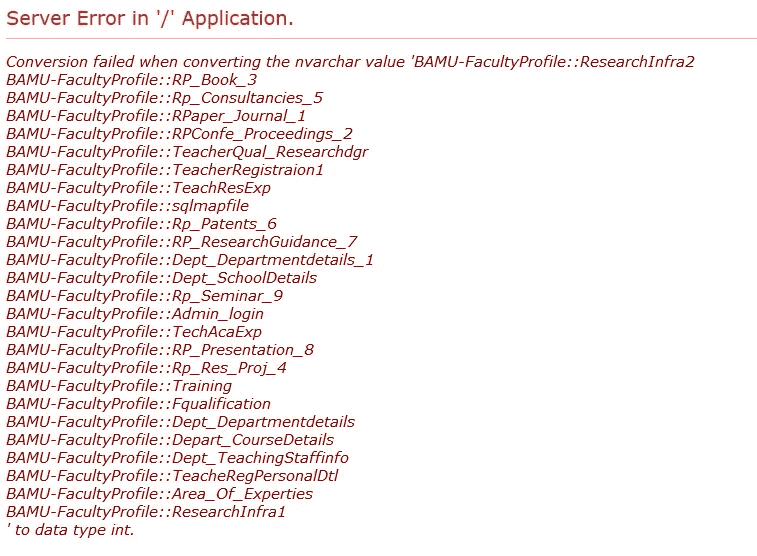 Server Error in '/' Application.
Conversion failed when converting the nvarchar value 'BAMU-FacultyProfile::ResearchInfra2
BAMU-FacultyProfile::RP_Book_3
BAMU-FacultyProfile::Rp_Consultancies_5
BAMU-FacultyProfile::RPaper_Journal_1
BAMU-FacultyProfile::RPConfe_Proceedings_2
BAMU-FacultyProfile::TeacherQual_Researchdgr
BAMU-FacultyProfile::TeacherRegistraion1
BAMU-FacultyProfile::TeachResExp
BAMU-FacultyProfile::sqlmapfile
BAMU-FacultyProfile::Rp_Patents_6
BAMU-FacultyProfile::RP_ResearchGuidance_7
BAMU-FacultyProfile::Dept_Departmentdetails_1
BAMU-FacultyProfile::Dept_SchoolDetails
BAMU-FacultyProfile::Rp_Seminar_9
BAMU-FacultyProfile::Admin_login
BAMU-FacultyProfile::TechAcaExp
BAMU-FacultyProfile::RP_Presentation_8
BAMU-FacultyProfile::Rp_Res_Proj_4
BAMU-FacultyProfile::Training
BAMU-FacultyProfile::Fqualification
BAMU-FacultyProfile::Dept_Departmentdetails
BAMU-FacultyProfile::Depart_CourseDetails
BAMU-FacultyProfile::Dept_TeachingStaffinfo
BAMU-FacultyProfile::TeacheRegPersonalDtl
BAMU-FacultyProfile::Area_Of_Experties
BAMU-FacultyProfile::ResearchInfra1
' to data type int.